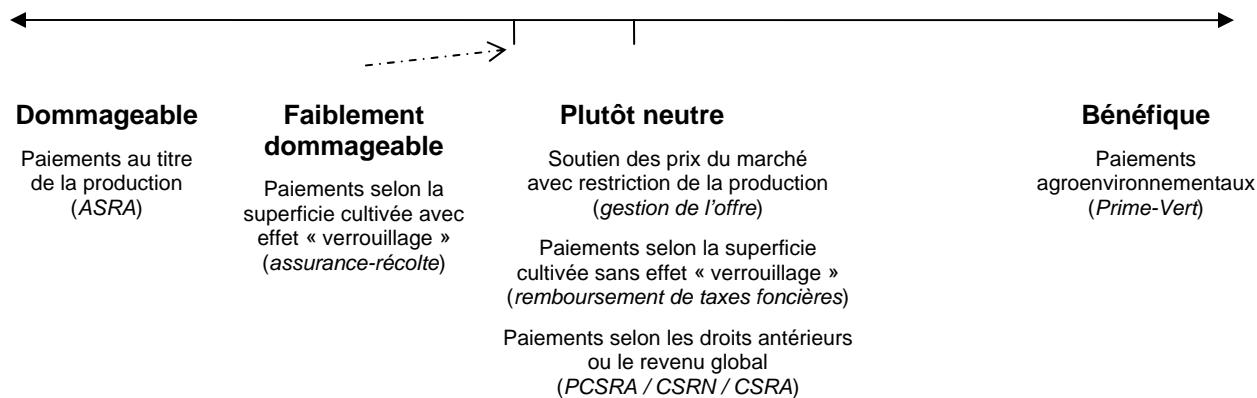 Dommageable
Paiements au titre
de la production
(ASRA)
Faiblement
dommageable
Paiements selon la
superficie cultivée avec
effet « verrouillage »
(assurance-récolte)
Plutôt neutre
Soutien des prix du marché
avec restriction de la production
(gestion de l'offre)
Paiements selon la superficie
cultivée sans effet « verrouillage »
(remboursement de taxes foncières)
Paiements selon les droits antérieurs
ou le revenu global
(PCSRA / CSRN / CSRA)
Bénéfique
Paiements
agroenvironnementaux
(Prime-Vert)